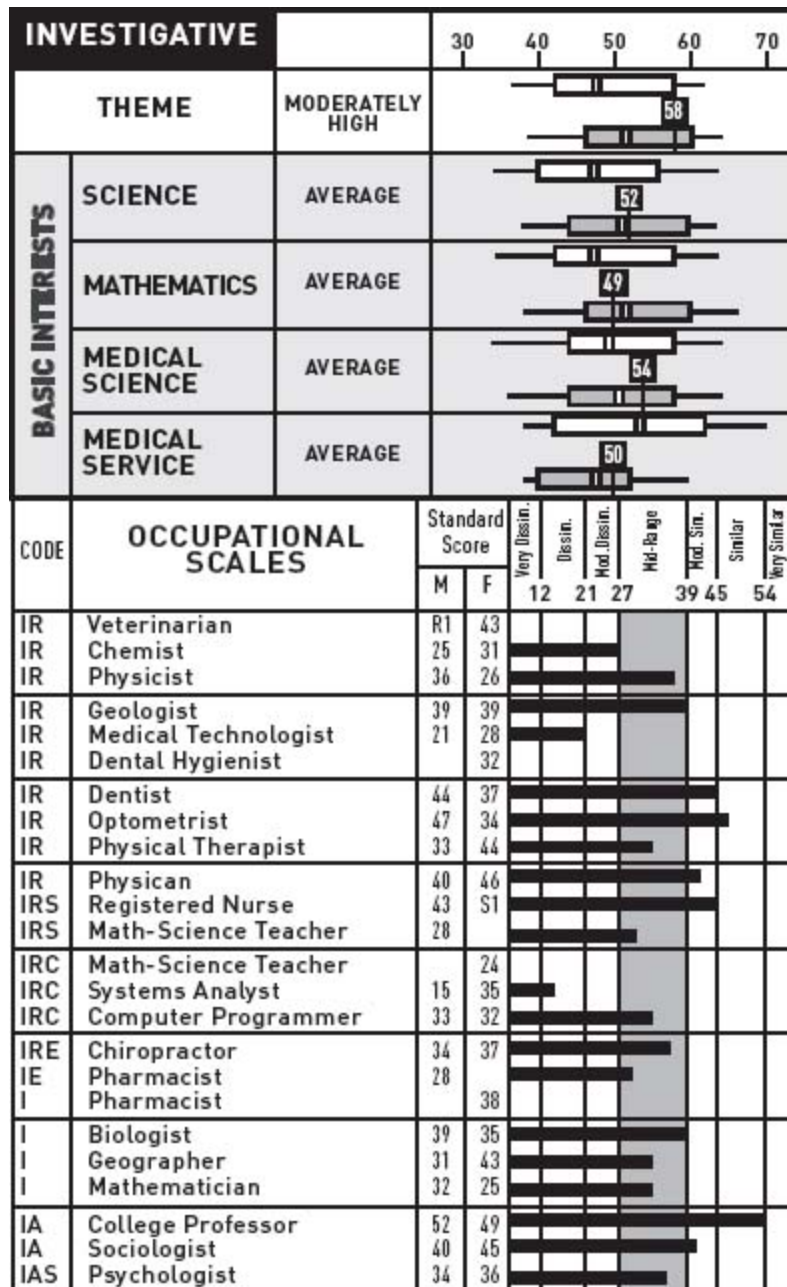 INVESTIGATIVE 30 40 50 60 70
THEME MODERATELY HIGH 58
BASIC INTERESTS
SCIENCE AVERAGE 52
MATHEMATICS AVERAGE 49
MEDICAL SCIENCE AVERAGE 54
MEDICAL SERVICE AVERAGE 50
CODE OCCUPATIONAL SCALES Standard Score M F
Very Dissim. Dissim. Mod.Dissim. Mid-Range Mod. Sim. Similar Very Similar
12 21 27 39 45 54
IR Veterinarian R1 43
IR Chemist 25 31
IR Physicist 36 26
IR Geologist 39 39
IR Medical Technologist 21 28
IR Dental Hygienist 32
IR Dentist 44 37
IR Optometrist 47 34
IR Physical Therapist 33 44
IR Physican 40 46
IRS Registered Nurse 43 S1
IRS Math-Science Teacher 28
IRC Math-Science Teacher 24
IRC Systems Analyst 15 35
IRC Computer Programmer 33 32
IRE Chiropractor 34 37
IE Pharmacist 28
I Pharmacist 38
I Biologist 39 35
I Geographer 31 43
I Mathematician 32 25
IA College Professor 52 49
IA Sociologist 40 45
IAS Psychologist 34 36